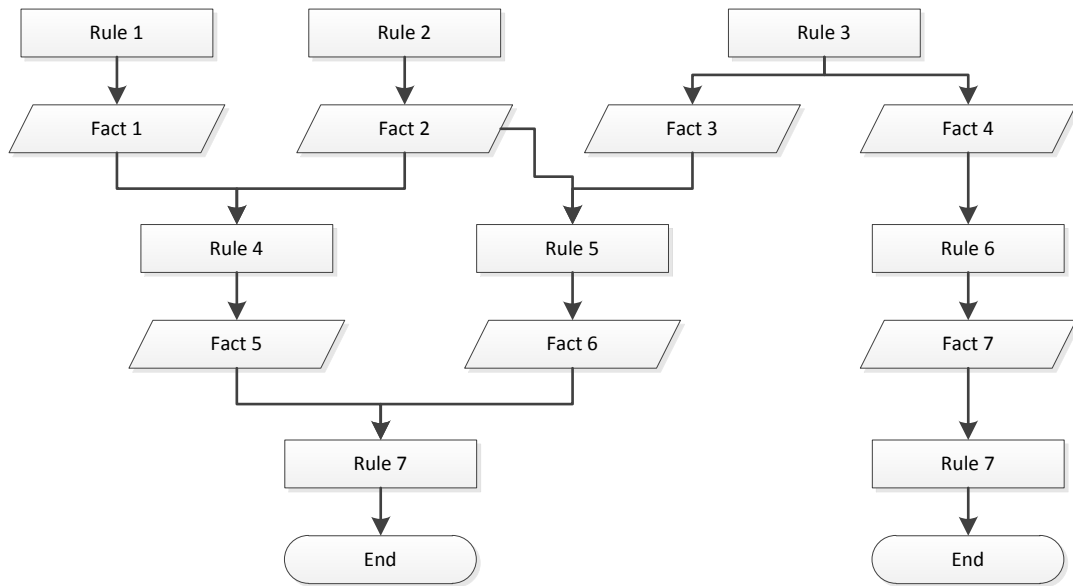 Rule 1
Rule 2
Rule 3
Fact 1
Fact 2
Fact 3
Fact 4
Rule 4
Rule 5
Rule 6
Fact 5
Fact 6
Fact 7
Rule 7
Rule 7
End
End